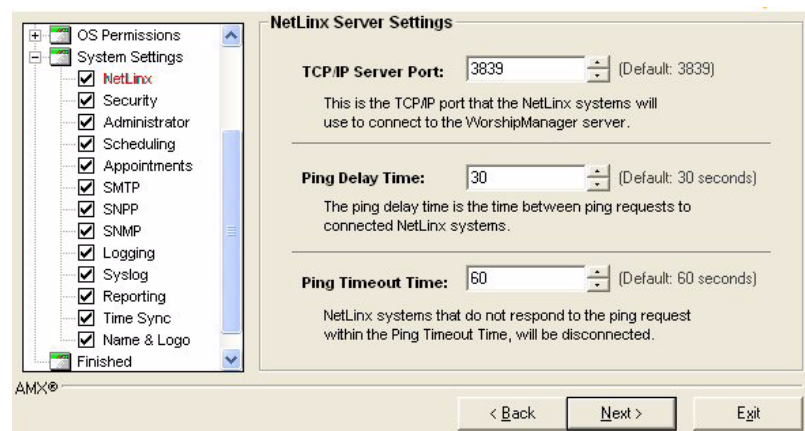 OS Permissions
System Settings
NetLinx
Security
Administrator
Scheduling
Appointments
SMTP
SNPP
SNMP
Logging
Syslog
Reporting
Time Sync
Name & Logo
Finished
NetLinx Server Settings
TCP/IP Server Port: 3839 (Default: 3839)
This is the TCP/IP port that the NetLinx systems will
use to connect to the WorshipManager server.
Ping Delay Time: 30 (Default: 30 seconds)
The ping delay time is the time between ping requests to
connected NetLinx systems.
Ping Timeout Time: 60 (Default: 60 seconds)
NetLinx systems that do not respond to the ping request
within the Ping Timeout Time, will be disconnected.
AMX®
< Back Next > Exit